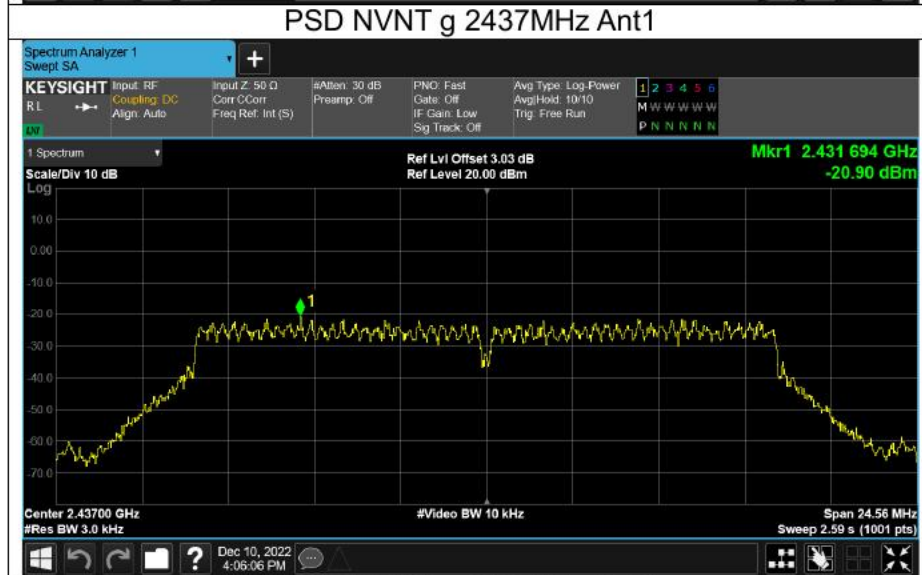 PSD NVNT g 2437MHz Ant1
Spectrum Analyzer 1
Swept SA
+
KEYSIGHT
RL
LXI
Input: RF
Coupling: DC
Align: Auto
Input Z: 50 Ω
Corr CCorr
Freq Ref: Int (S)
#Atten: 30 dB
Preamp: Off
PNO: Fast
Gate: Off
IF Gain: Low
Sig Track: Off
Avg Type: Log-Power
Avg|Hold: 10/10
Trig: Free Run
1 2 3 4 5 6
M W W W W W
P N N N N N
1 Spectrum
Scale/Div 10 dB
Log
Ref Lvl Offset 3.03 dB
Ref Level 20.00 dBm
Mkr1 2.431 694 GHz
-20.90 dBm
10.0
0.00
-10.0
1
-20.0
-30.0
-40.0
-50.0
-60.0
-70.0
Center 2.43700 GHz
#Res BW 3.0 kHz
#Video BW 10 kHz
Span 24.56 MHz
Sweep 2.59 s (1001 pts)
?
Dec 10, 2022
4:06:06 PM